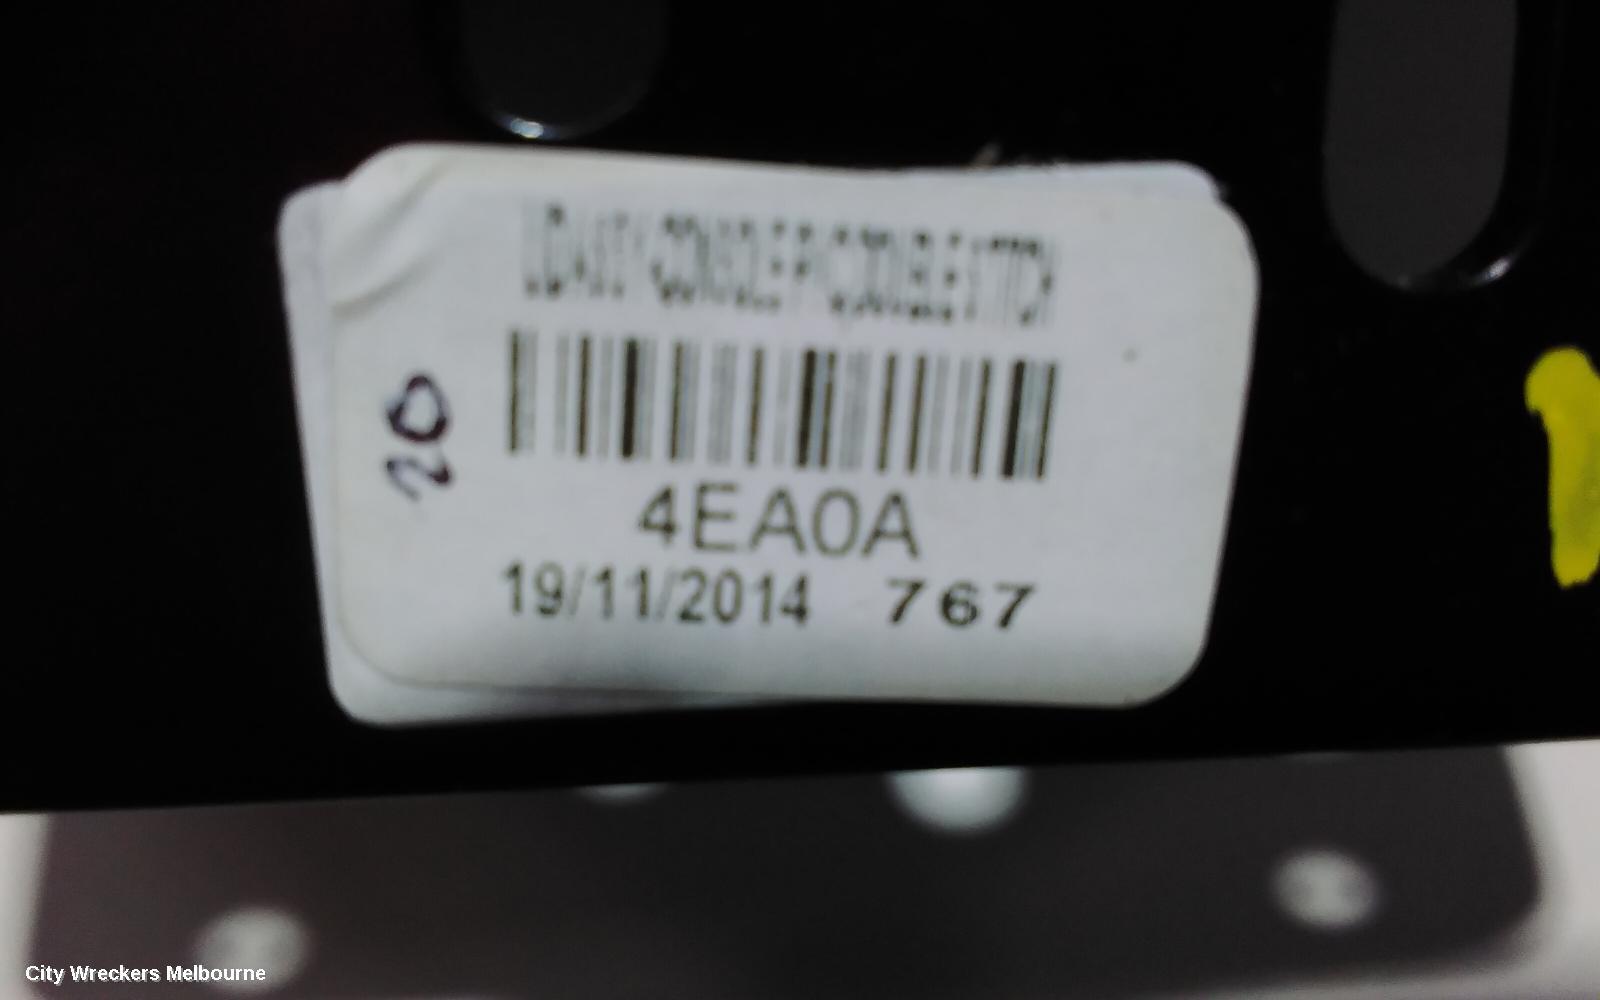 4EA0A
19/11/2014 767
20
City Wreckers Melbourne